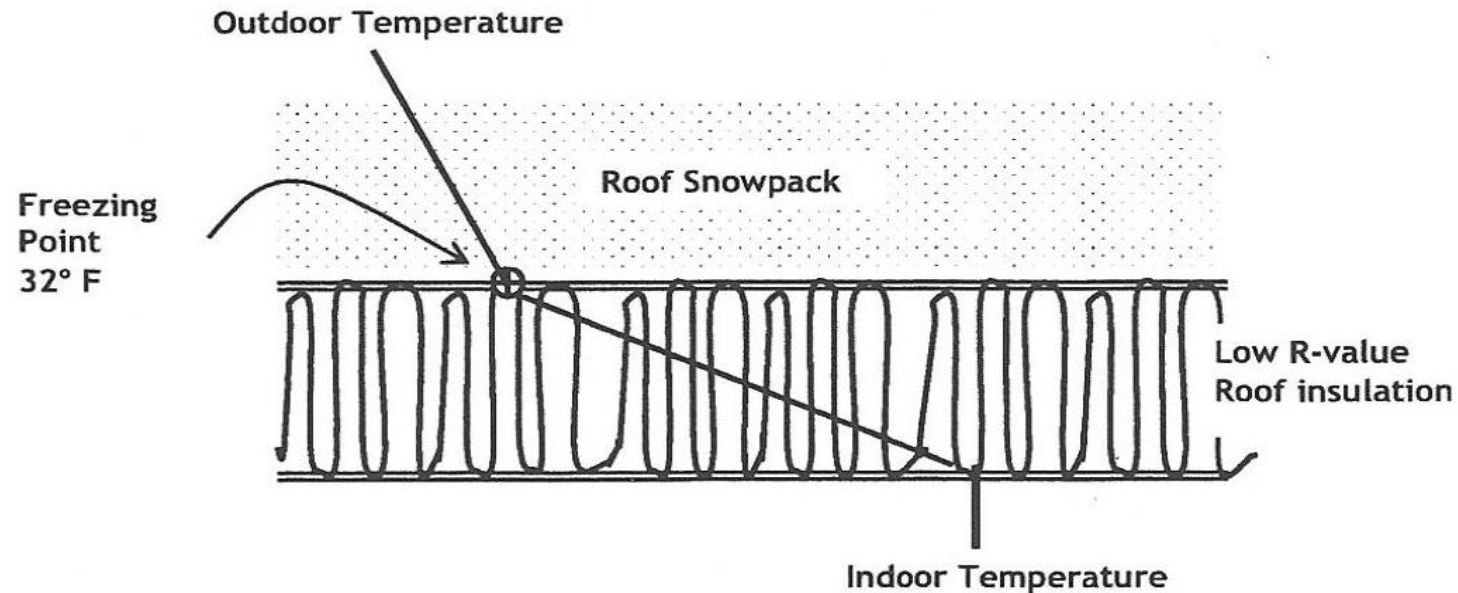 Outdoor Temperature
Roof Snowpack
Freezing
Point
32° F
Low R-value
Roof insulation
Indoor Temperature